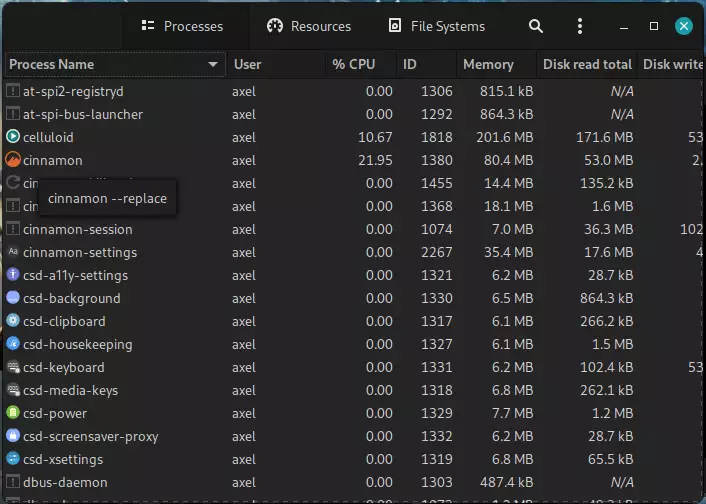 Processes Resources File Systems
Process Name User % CPU ID Memory Disk read total Disk write
at-spi2-registryd axel 0.00 1306 815.1 kB N/A
at-spi-bus-launcher axel 0.00 1292 864.3 kB N/A
celluloid axel 10.67 1818 201.6 MB 171.6 MB 53
cinnamon axel 21.95 1380 80.4 MB 53.0 MB 2.
axel 0.00 1455 14.4 MB 135.2 kB
cinnamon --replace
axel 0.00 1368 18.1 MB 1.6 MB
cinnamon-session axel 0.00 1074 7.0 MB 36.3 MB 102
cinnamon-settings axel 0.00 2267 35.4 MB 17.6 MB 4
csd-a11y-settings axel 0.00 1321 6.2 MB 28.7 kB
csd-background axel 0.00 1330 6.5 MB 864.3 kB
csd-clipboard axel 0.00 1317 6.1 MB 266.2 kB
csd-housekeeping axel 0.00 1327 6.1 MB 1.5 MB
csd-keyboard axel 0.00 1331 6.2 MB 102.4 kB 53
csd-media-keys axel 0.00 1318 6.8 MB 262.1 kB
csd-power axel 0.00 1329 7.7 MB 1.2 MB
csd-screensaver-proxy axel 0.00 1332 6.2 MB 28.7 kB
csd-xsettings axel 0.00 1319 6.8 MB 65.5 kB
dbus-daemon axel 0.00 1303 487.4 kB N/A